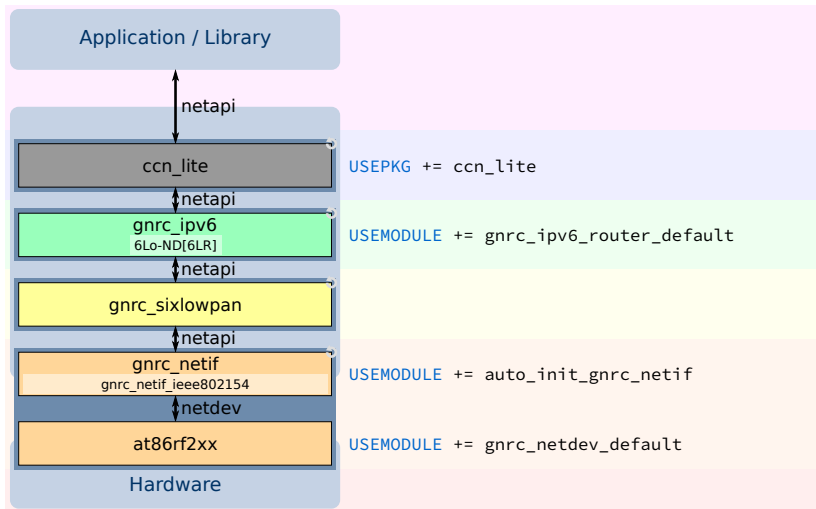 Application / Library
netapi
ccn_lite
USEPKG += ccn_lite
netapi
gnrc_ipv6
6Lo-ND[6LR]
USEMODULE += gnrc_ipv6_router_default
netapi
gnrc_sixlowpan
netapi
gnrc_netif
gnrc_netif_ieee802154
USEMODULE += auto_init_gnrc_netif
netdev
at86rf2xx
USEMODULE += gnrc_netdev_default
Hardware